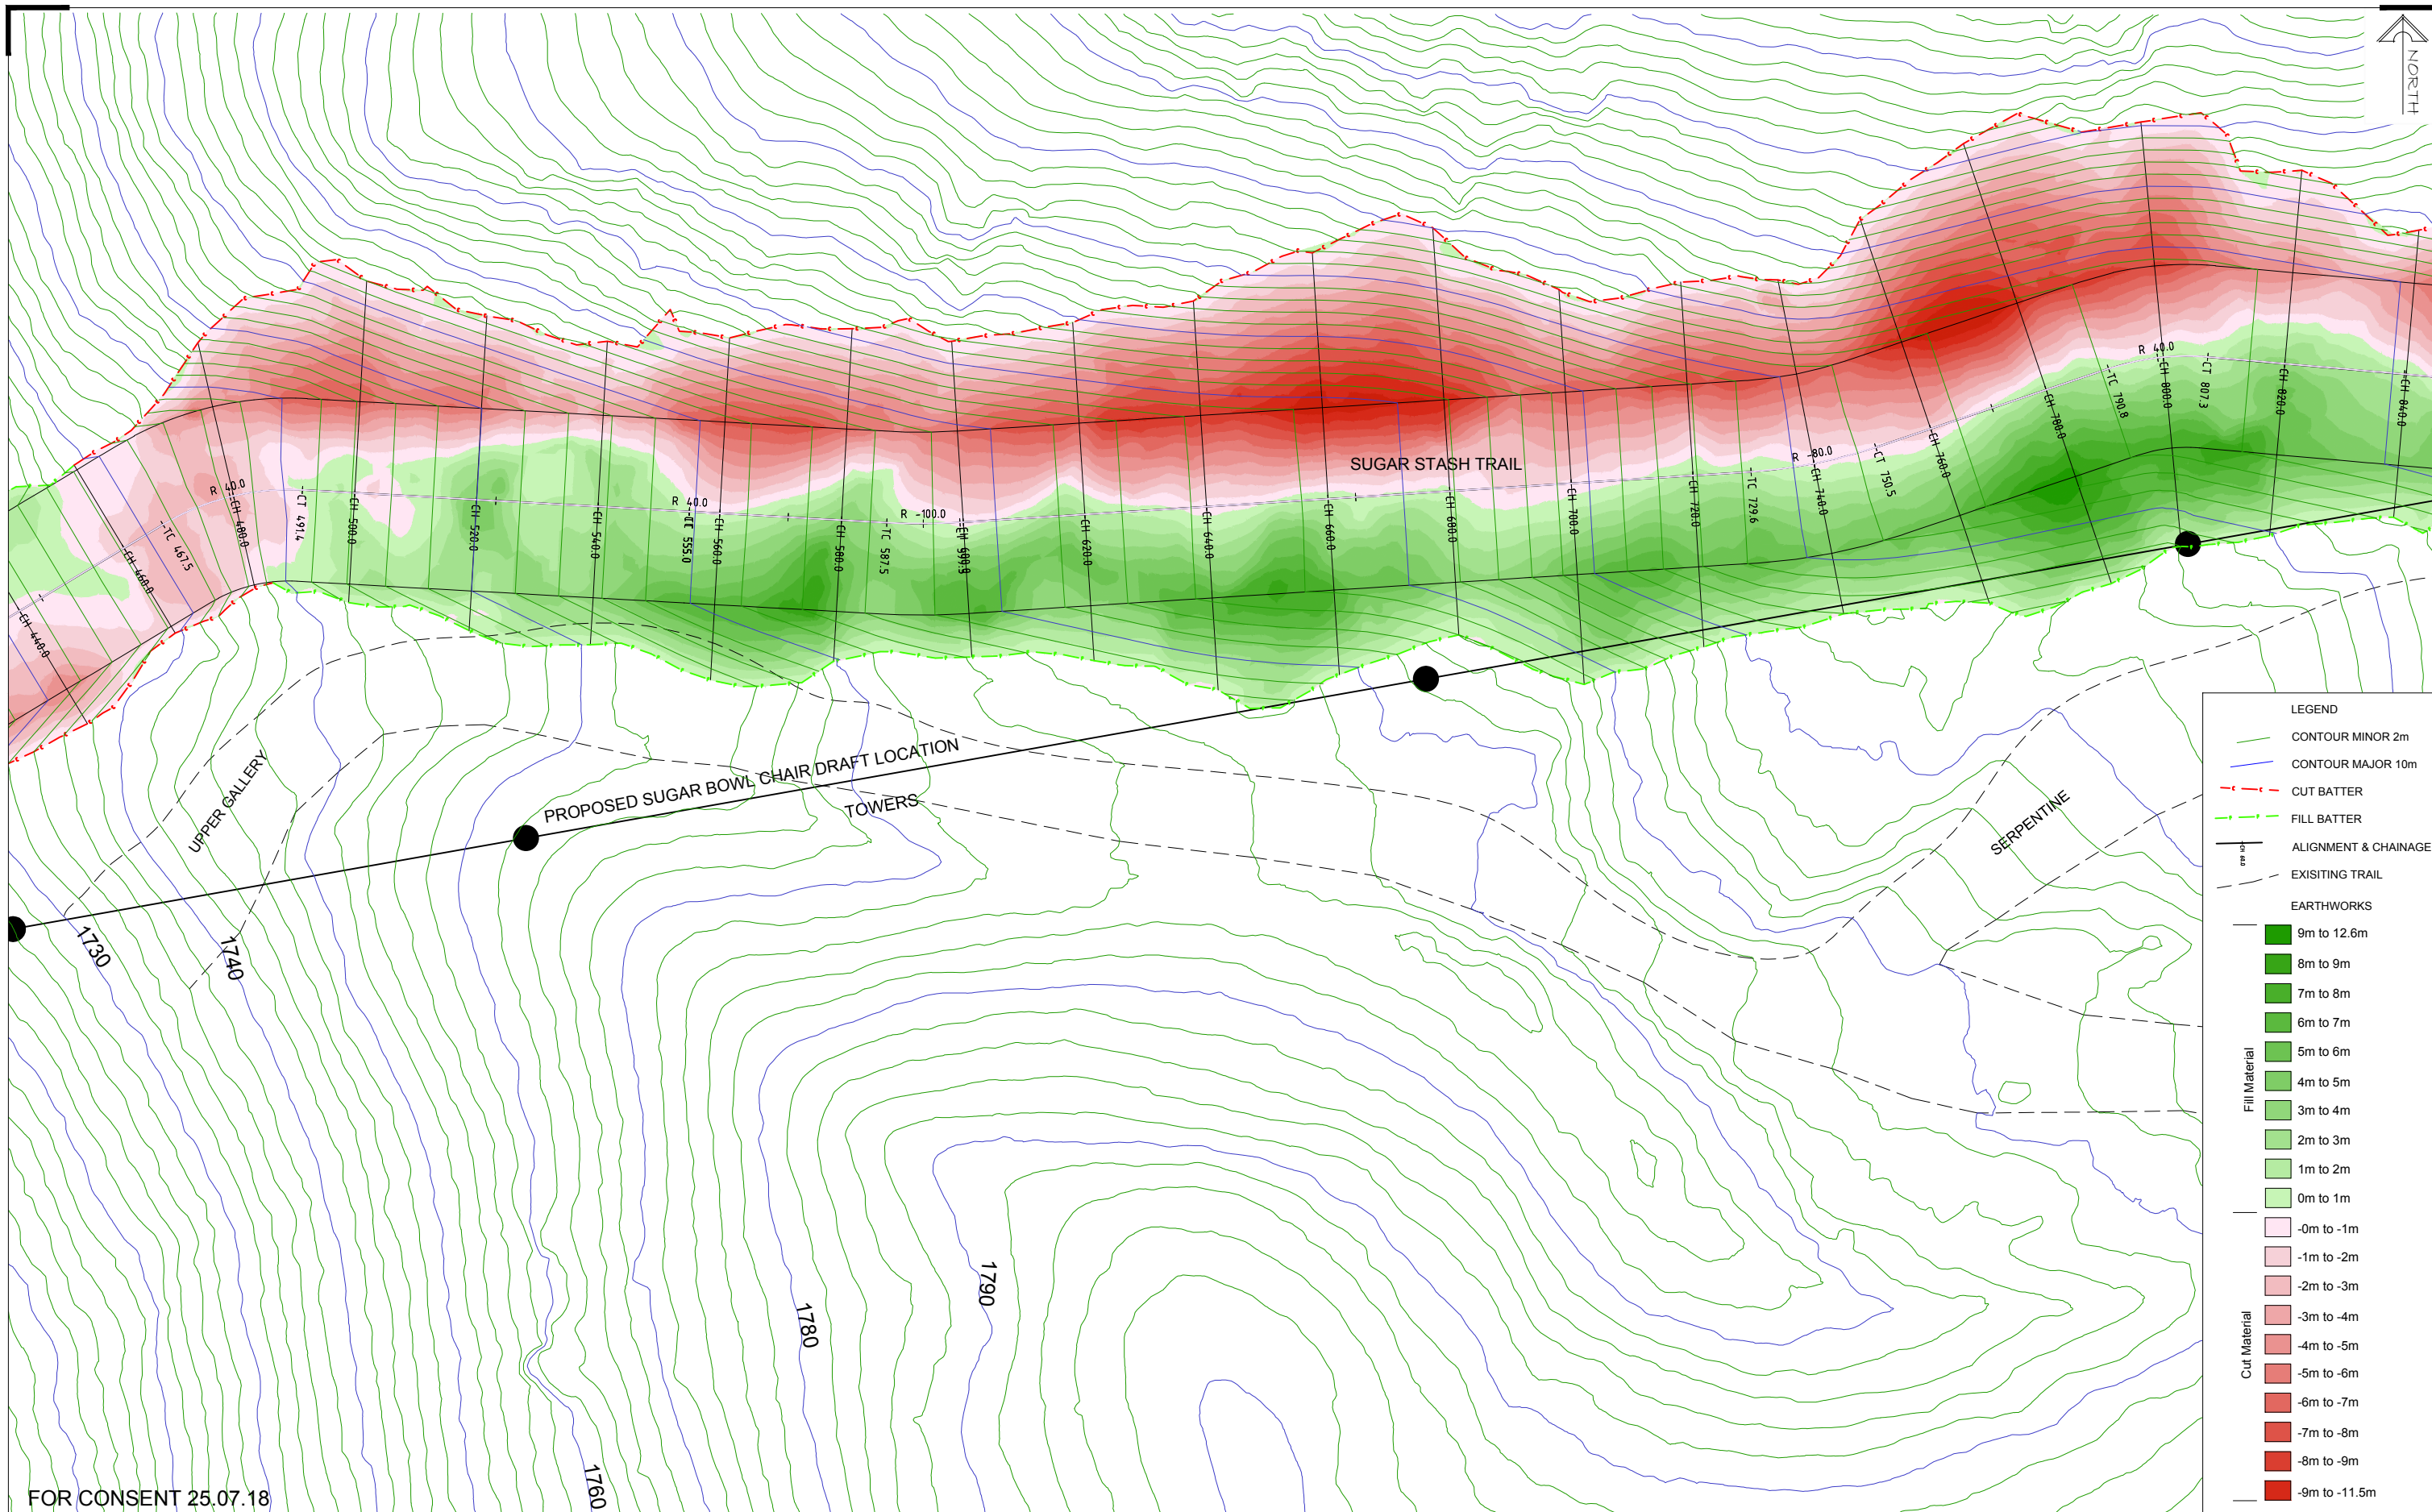 NORTH
R 40.0
--CH 800.0
--CT 807.3
--TC 790.8
--CH 820.0
--CH 840.0
--CH 780.0
SUGAR STASH TRAIL
R -80.0
--CT 750.5
--CH 760.0
--CH 740.0
--TC 729.6
--CH 720.0
--CH 700.0
--CH 680.0
--CH 660.0
--CH 640.0
--CH 620.0
R -100.0
--TC 587.5
--CH 580.0
--CH 560.0
R 40.0
555.0
--CH 540.0
--CH 520.0
--CH 500.0
--CT 491.4
R 40.0
--CH 480.0
--TC 467.5
--CH 460.0
--CH 440.0
UPPER GALLERY
PROPOSED SUGAR BOWL CHAIR DRAFT LOCATION
TOWERS
SERPENTINE
1730
1740
1790
1780
1760
FOR CONSENT 25.07.18
LEGEND
CONTOUR MINOR 2m
CONTOUR MAJOR 10m
CUT BATTER
FILL BATTER
ALIGNMENT & CHAINAGE
EXISITING TRAIL
EARTHWORKS
Fill Material
9m to 12.6m
8m to 9m
7m to 8m
6m to 7m
5m to 6m
4m to 5m
3m to 4m
2m to 3m
1m to 2m
0m to 1m
Cut Material
-0m to -1m
-1m to -2m
-2m to -3m
-3m to -4m
-4m to -5m
-5m to -6m
-6m to -7m
-7m to -8m
-8m to -9m
-9m to -11.5m